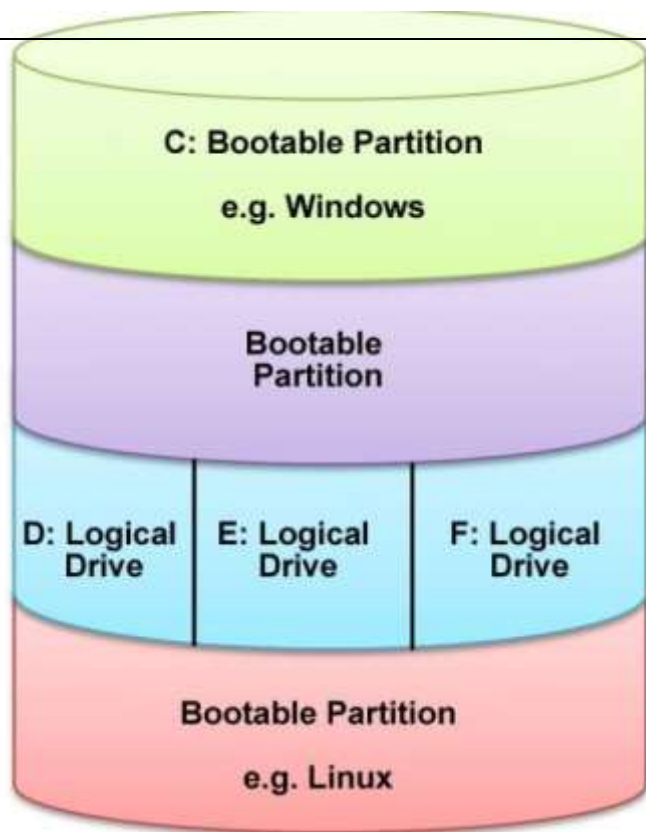 C: Bootable Partition
e.g. Windows
Bootable
Partition
D: Logical
Drive
E: Logical
Drive
F: Logical
Drive
Bootable Partition
e.g. Linux